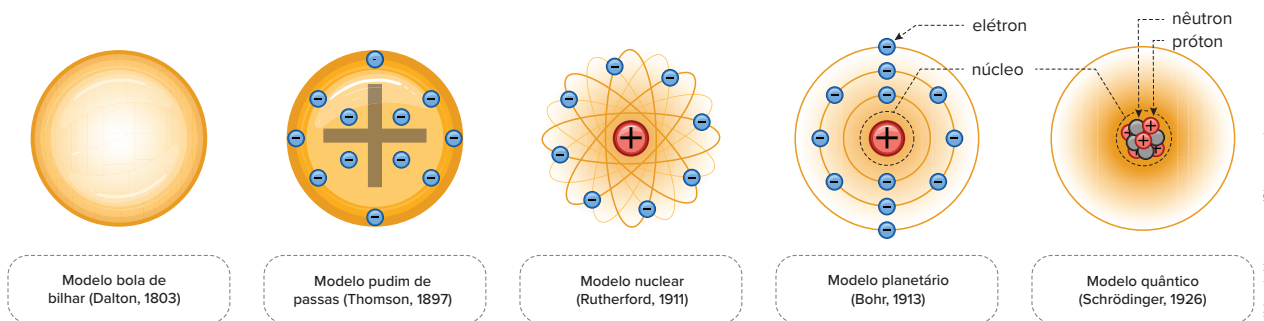 elétron
núcleo
nêutron
próton
Modelo bola de
bilhar (Dalton, 1803)
Modelo pudim de
passas (Thomson, 1897)
Modelo nuclear
(Rutherford, 1911)
Modelo planetário
(Bohr, 1913)
Modelo quântico
(Schrödinger, 1926)